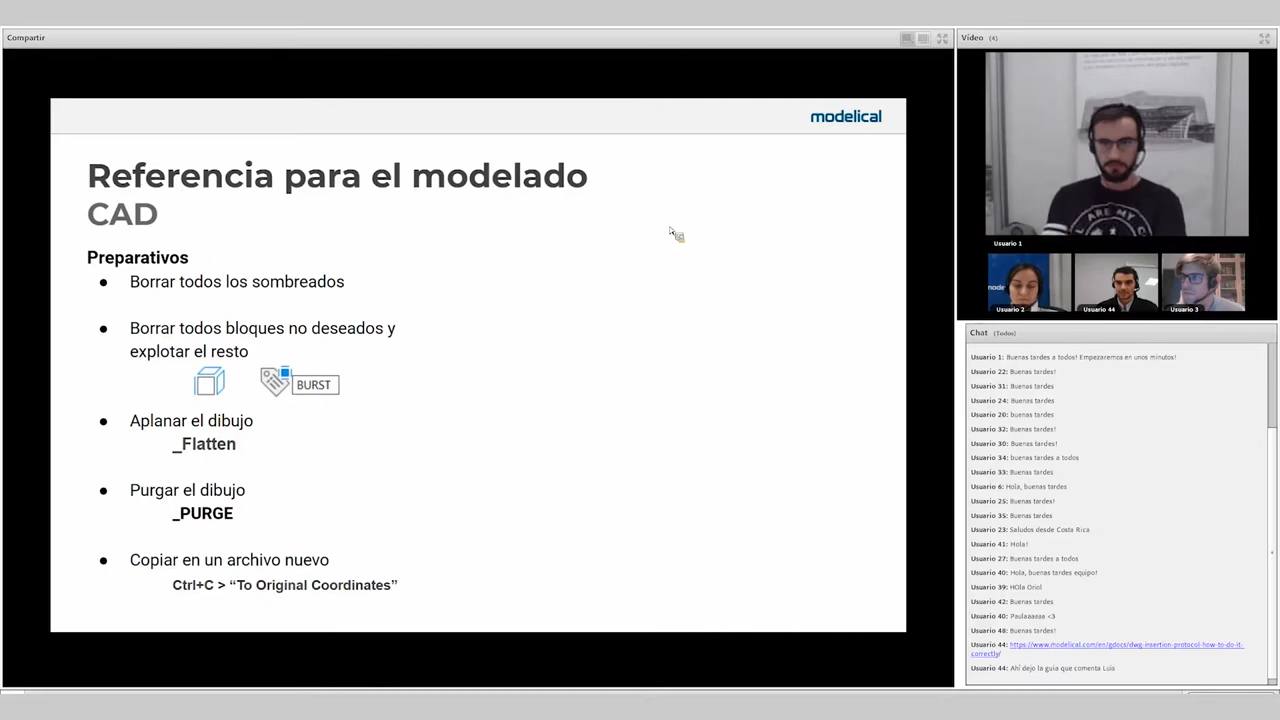 Compartir
modelical
Referencia para el modelado
CAD
Preparativos
● Borrar todos los sombreados
● Borrar todos bloques no deseados y
explotar el resto
BURST
● Aplanar el dibujo
_Flatten
● Purgar el dibujo
_PURGE
● Copiar en un archivo nuevo
Ctrl+C > “To Original Coordinates”
Vídeo (4)
Usuario 1
Usuario 2
Usuario 44
Usuario 3
Chat (Todos)
Usuario 1: Buenas tardes a todos! Empezaremos en unos minutos!
Usuario 22: Buenas tardes!
Usuario 31: Buenas tardes
Usuario 24: Buenas tardes
Usuario 20: buenas tardes
Usuario 32: Buenas tardes!
Usuario 30: Buenas tardes!
Usuario 34: buenas tardes a todos
Usuario 33: Buenas tardes
Usuario 6: Hola, buenas tardes
Usuario 25: Buenas tardes!
Usuario 35: Buenas tardes
Usuario 23: Saludos desde Costa Rica
Usuario 41: Hola!
Usuario 27: Buenas tardes a todos
Usuario 40: Hola, buenas tardes equipo!
Usuario 39: HOla Oriol
Usuario 42: Buenas tardes
Usuario 40: Paulaaaaaa <3
Usuario 48: Buenas tardes!
Usuario 44: https://www.modelical.com/en/gdocs/dwg-insertion-protocol-how-to-do-it-
correctly/
Usuario 44: Ahí dejo la guia que comenta Luis